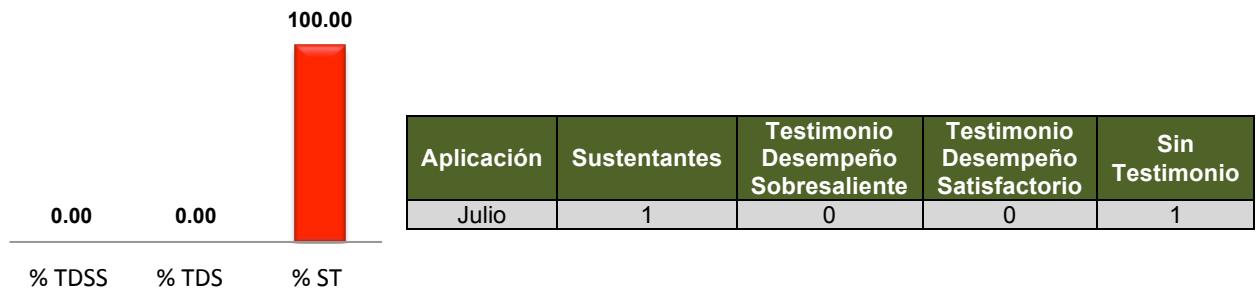 100.00
0.00 0.00
% TDSS % TDS % ST
Aplicación Sustentantes Testimonio Desempeño Sobresaliente Testimonio Desempeño Satisfactorio Sin Testimonio
Julio 1 0 0 1